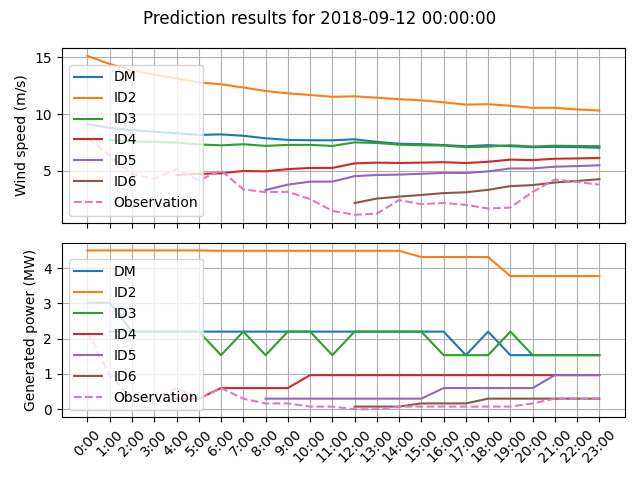 Prediction results for 2018-09-12 00:00:00
Wind speed (m/s)
15
10
5
DM
ID2
ID3
ID4
ID5
ID6
Observation
Generated power (MW)
4
3
2
1
0
DM
ID2
ID3
ID4
ID5
ID6
Observation
0:00 1:00 2:00 3:00 4:00 5:00 6:00 7:00 8:00 9:00 10:00 11:00 12:00 13:00 14:00 15:00 16:00 17:00 18:00 19:00 20:00 21:00 22:00 23:00